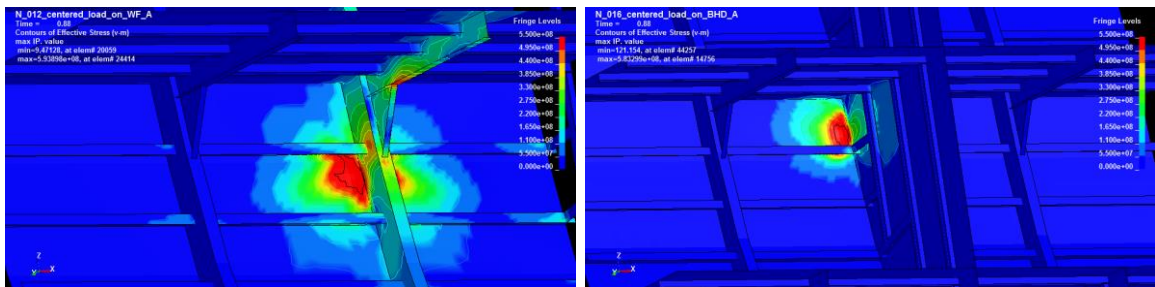 N_012_centered_load_on_WF_A
Time = 0.88
Contours of Effective Stress (v-m)
max IP. value
min=9.47128, at elem# 20059
max=5.93898e+08, at elem# 24414
Fringe Levels
5.500e+08
4.950e+08
4.400e+08
3.850e+08
3.300e+08
2.750e+08
2.200e+08
1.650e+08
1.100e+08
5.500e+07
0.000e+00
Z
Y X
N_016_centered_load_on_BHD_A
Time = 0.88
Contours of Effective Stress (v-m)
max IP. value
min=121.154, at elem# 44257
max=5.83299e+08, at elem# 14756
Fringe Levels
5.500e+08
4.950e+08
4.400e+08
3.850e+08
3.300e+08
2.750e+08
2.200e+08
1.650e+08
1.100e+08
5.500e+07
0.000e+00
Z
Y X